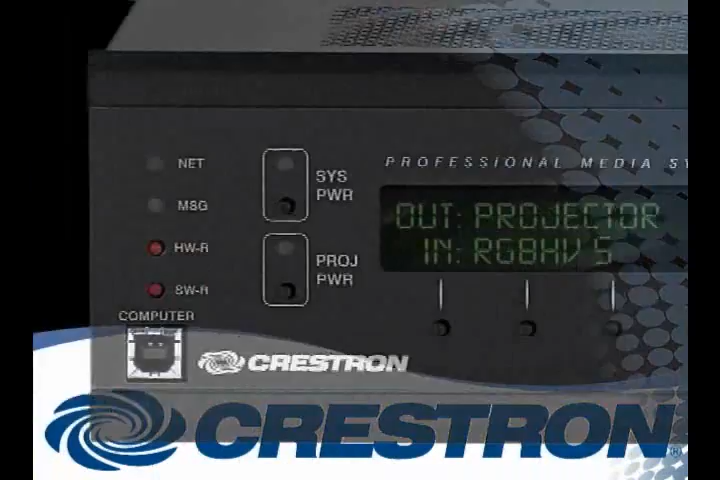 NET
MSG
HW-R
SW-R
COMPUTER
SYS
PWR
PROJ
PWR
PROFESSIONAL MEDIA SY
OUT: PROJECTOR
IN: RGBHV 5
CRESTRON
CRESTRON®